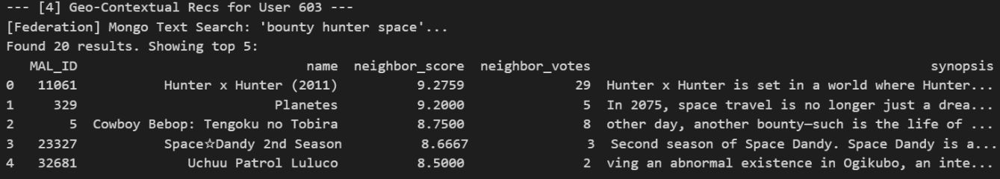 --- [4] Geo-Contextual Recs for User 603 ---
[Federation] Mongo Text Search: 'bounty hunter space'...
Found 20 results. Showing top 5:
MAL_ID name neighbor_score neighbor_votes synopsis
0 11061 Hunter x Hunter (2011) 9.2759 29 Hunter x Hunter is set in a world where Hunter...
1 329 Planetes 9.2000 5 In 2075, space travel is no longer just a drea...
2 5 Cowboy Bebop: Tengoku no Tobira 8.7500 8 other day, another bounty—such is the life of ...
3 23327 Space☆Dandy 2nd Season 8.6667 3 Second season of Space Dandy. Space Dandy is a...
4 32681 Uchuu Patrol Luluco 8.5000 2 ving an abnormal existence in Ogikubo, an inte...